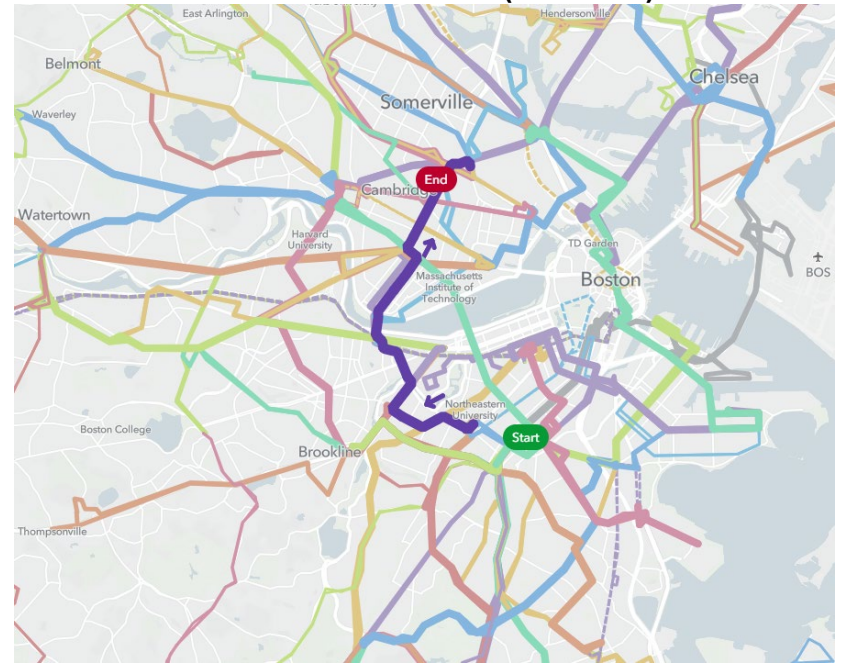 East Arlington
Hendersonville
Belmont
Chelsea
Somerville
Waverley
End
Cambridge
Watertown
Harvard
University
TD Garden
BOS
Massachusetts
Institute of
Technology
Boston
Northeastern
University
Boston College
Start
Brookline
Thompsonville